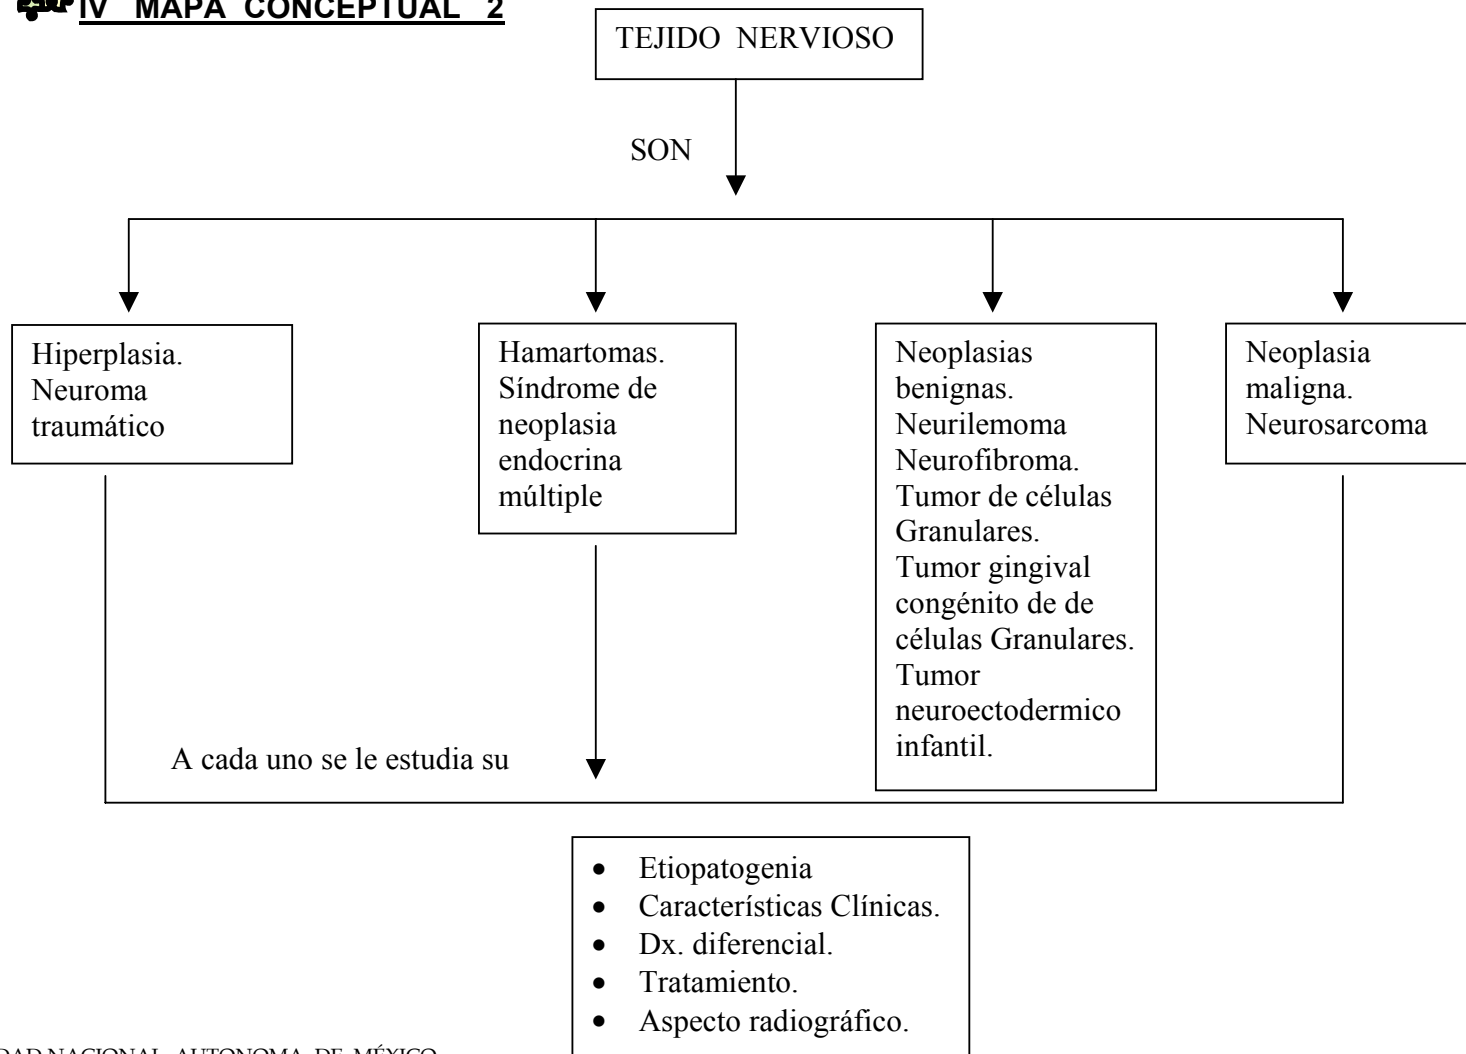 IV MAPA CONCEPTUAL 2
TEJIDO NERVIOSO
SON
Hiperplasia.
Neuroma
traumático
Hamartomas.
Síndrome de
neoplasia
endocrina
múltiple
Neoplasias
benignas.
Neurilemoma
Neurofibroma.
Tumor de células
Granulares.
Tumor gingival
congénito de de
células Granulares.
Tumor
neuroectodermico
infantil.
Neoplasia
maligna.
Neurosarcoma
A cada uno se le estudia su
• Etiopatogenia
• Características Clínicas.
• Dx. diferencial.
• Tratamiento.
• Aspecto radiográfico.
DAD NACIONAL AUTONOMA DE MÉXICO